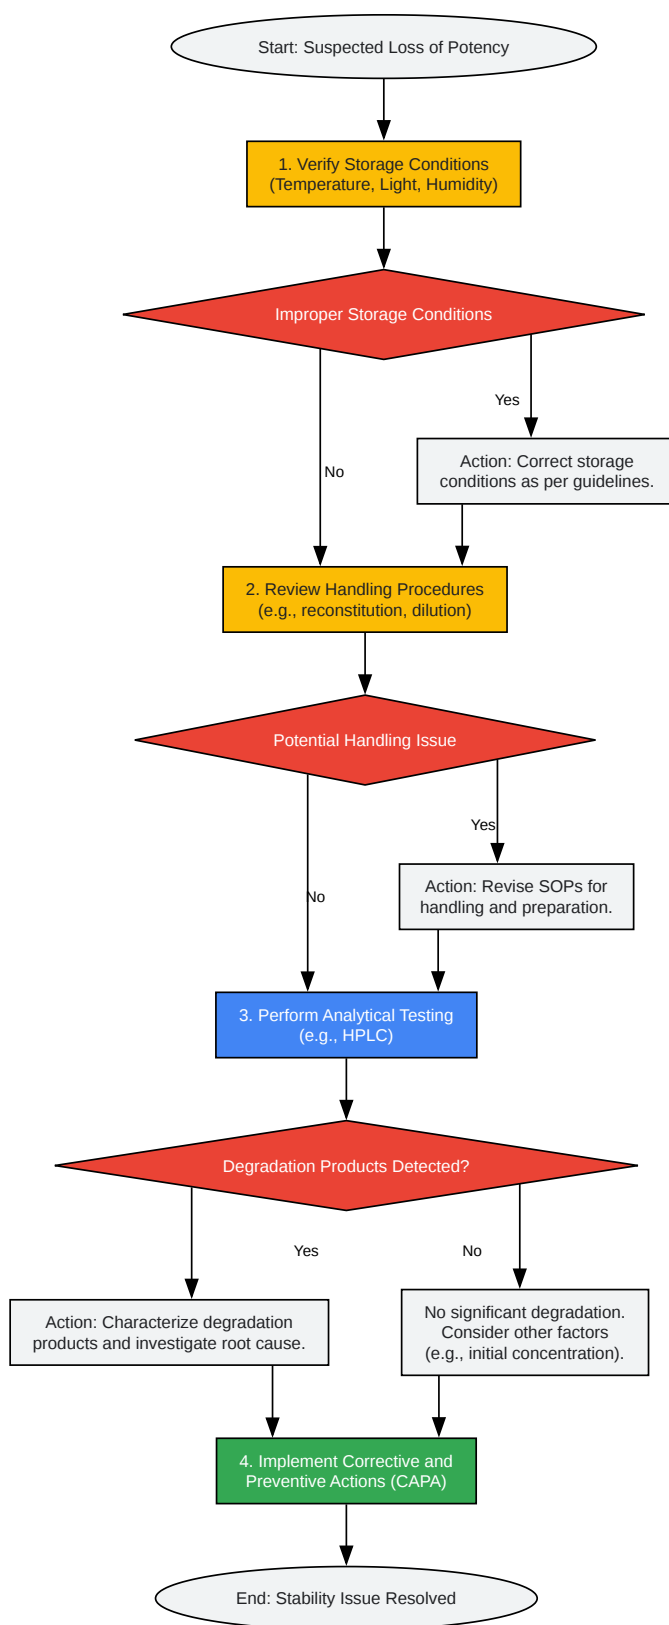 Start: Suspected Loss of Potency
1. Verify Storage Conditions
(Temperature, Light, Humidity)
Improper Storage Conditions
Yes
Action: Correct storage
conditions as per guidelines.
No
2. Review Handling Procedures
(e.g., reconstitution, dilution)
Potential Handling Issue
Yes
Action: Revise SOPs for
handling and preparation.
No
3. Perform Analytical Testing
(e.g., HPLC)
Degradation Products Detected?
Yes
No
Action: Characterize degradation
products and investigate root cause.
No significant degradation.
Consider other factors
(e.g., initial concentration).
4. Implement Corrective and
Preventive Actions (CAPA)
End: Stability Issue Resolved